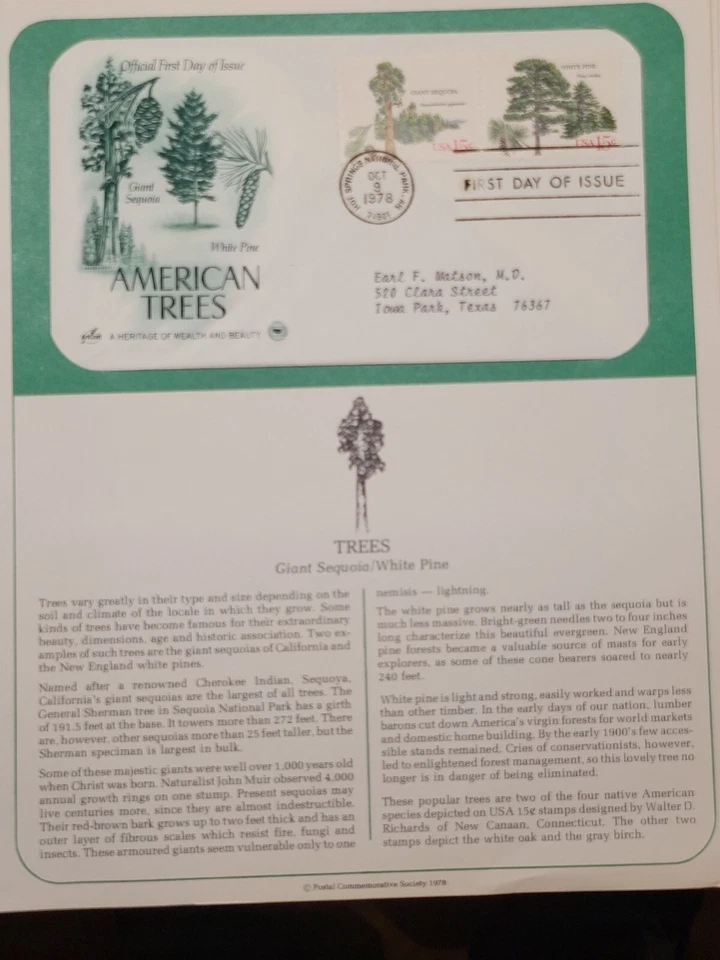 Official First Day of Issue
Giant
Sequoia
White Pine
AMERICAN
TREES
A HERITAGE OF WEALTH AND BEAUTY
GIANT SEQUOIA
USA 15c
WHITE PINE
USA 15c
HOT SPRINGS NATIONAL PARK, AR
OCT
9
1978
71901
FIRST DAY OF ISSUE
Earl F. Watson, M.D.
520 Clara Street
Iowa Park, Texas 76367
TREES
Giant Sequoia/White Pine
Trees vary greatly in their type and size depending on the
soil and climate of the locale in which they grow. Some
kinds of trees have become famous for their extraordinary
beauty, dimensions, age and historic association. Two ex-
amples of such trees are the giant sequoias of California and
the New England white pines.
Named after a renowned Cherokee Indian, Sequoya,
California's giant sequoias are the largest of all trees. The
General Sherman tree in Sequoia National Park has a girth
of 191.5 feet at the base. It towers more than 272 feet. There
are, however, other sequoias more than 25 feet taller, but the
Sherman speciman is largest in bulk.
Some of these majestic giants were well over 1,000 years old
when Christ was born. Naturalist John Muir observed 4,000
annual growth rings on one stump. Present sequoias may
live centuries more, since they are almost indestructible.
Their red-brown bark grows up to two feet thick and has an
outer layer of fibrous scales which resist fire, fungi and
insects. These armoured giants seem vulnerable only to one
nemisis — lightning.
The white pine grows nearly as tall as the sequoia but is
much less massive. Bright-green needles two to four inches
long characterize this beautiful evergreen. New England
pine forests became a valuable source of masts for early
explorers, as some of these cone bearers soared to nearly
240 feet.
White pine is light and strong, easily worked and warps less
than other timber. In the early days of our nation, lumber
barons cut down America's virgin forests for world markets
and domestic home building. By the early 1900's few acces-
sible stands remained. Cries of conservationists, however,
led to enlightened forest management, so this lovely tree no
longer is in danger of being eliminated.
These popular trees are two of the four native American
species depicted on USA 15¢ stamps designed by Walter D.
Richards of New Canaan, Connecticut. The other two
stamps depict the white oak and the gray birch.
© Postal Commemorative Society 1978